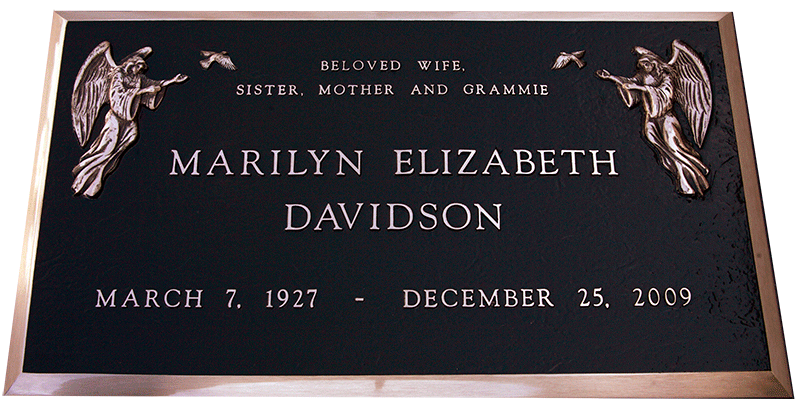 BELOVED WIFE,
SISTER, MOTHER AND GRAMMIE
MARILYN ELIZABETH
DAVIDSON
MARCH 7, 1927 - DECEMBER 25, 2009